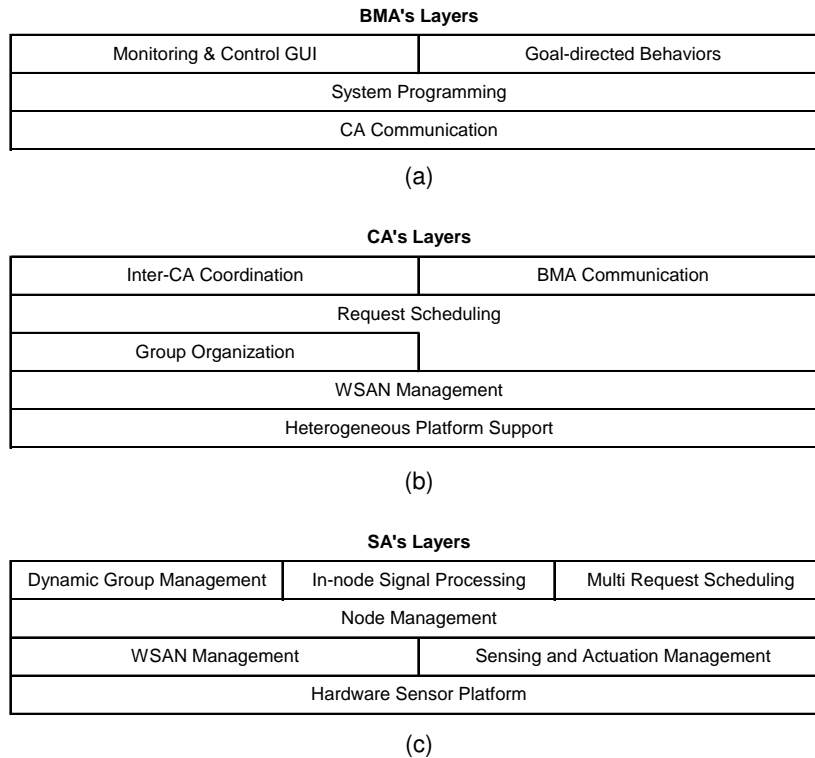 BMA's Layers
Monitoring & Control GUI
Goal-directed Behaviors
System Programming
CA Communication
(a)
CA's Layers
Inter-CA Coordination
BMA Communication
Request Scheduling
Group Organization
WSAN Management
Heterogeneous Platform Support
(b)
SA's Layers
Dynamic Group Management
In-node Signal Processing
Multi Request Scheduling
Node Management
WSAN Management
Sensing and Actuation Management
Hardware Sensor Platform
(c)